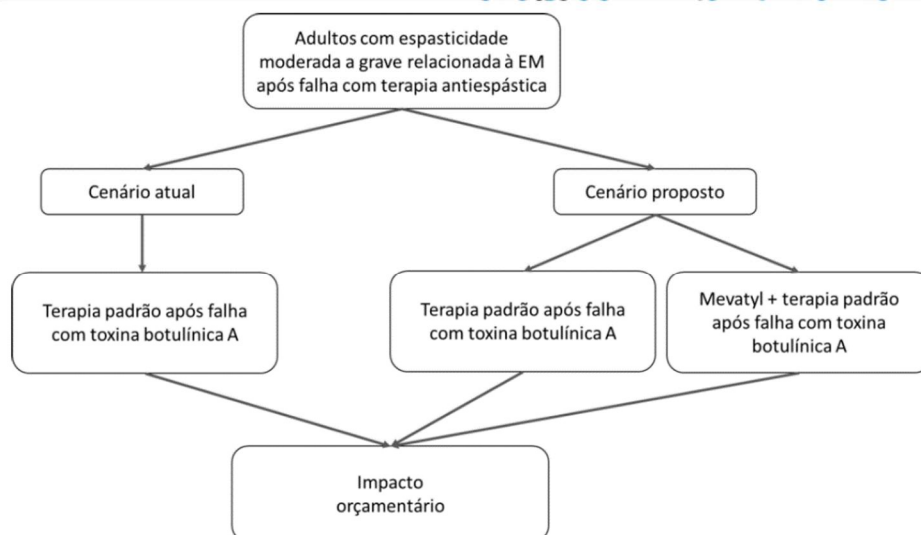 Adultos com espasticidade
moderada a grave relacionada à EM
após falha com terapia antiespástica
Cenário atual
Cenário proposto
Terapia padrão após falha
com toxina botulínica A
Terapia padrão após falha
com toxina botulínica A
Mevatyl + terapia padrão
após falha com toxina
botulínica A
Impacto
orçamentário